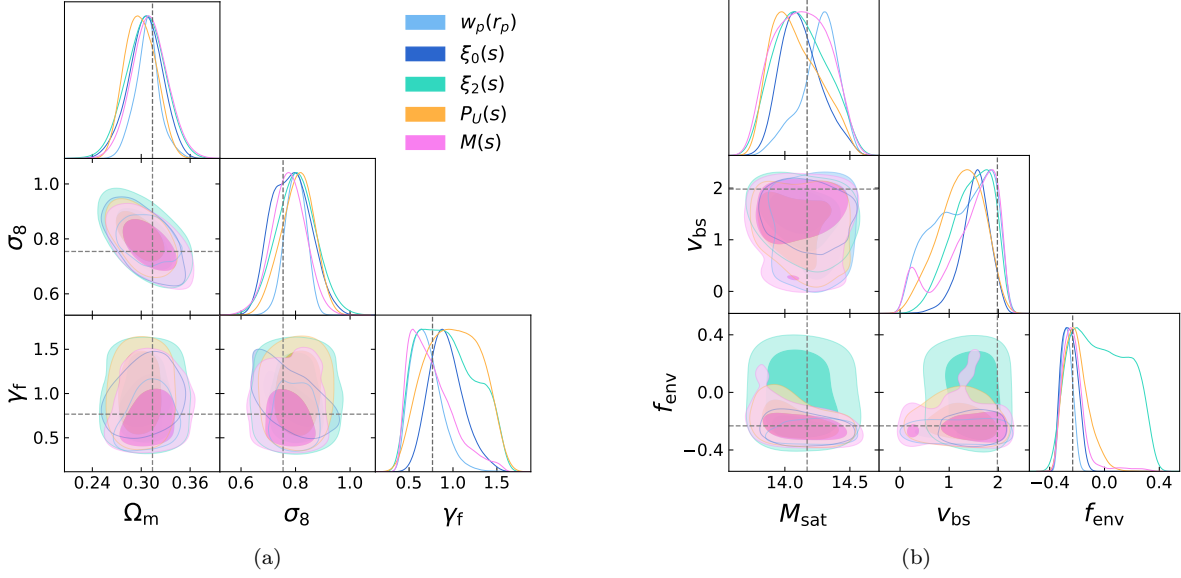 w_p(r_p)
ξ_0(s)
ξ_2(s)
P_U(s)
M(s)
σ_8
1.0
0.8
0.6
γ_f
1.5
1.0
0.5
0.24 0.30 0.36
0.6 0.8 1.0
0.5 1.0 1.5
Ω_m
σ_8
γ_f
(a)
v_bs
2
1
0
f_env
0.4
0.0
−0.4
14.0 14.5
0 1 2
−0.4 0.0 0.4
M_sat
v_bs
f_env
(b)